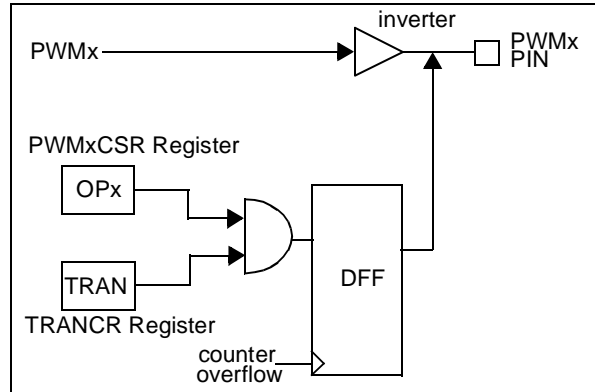 inverter
PWMx
PWMx
PIN
PWMxCSR Register
OPx
TRAN
DFF
TRANCR Register
counter
overflow